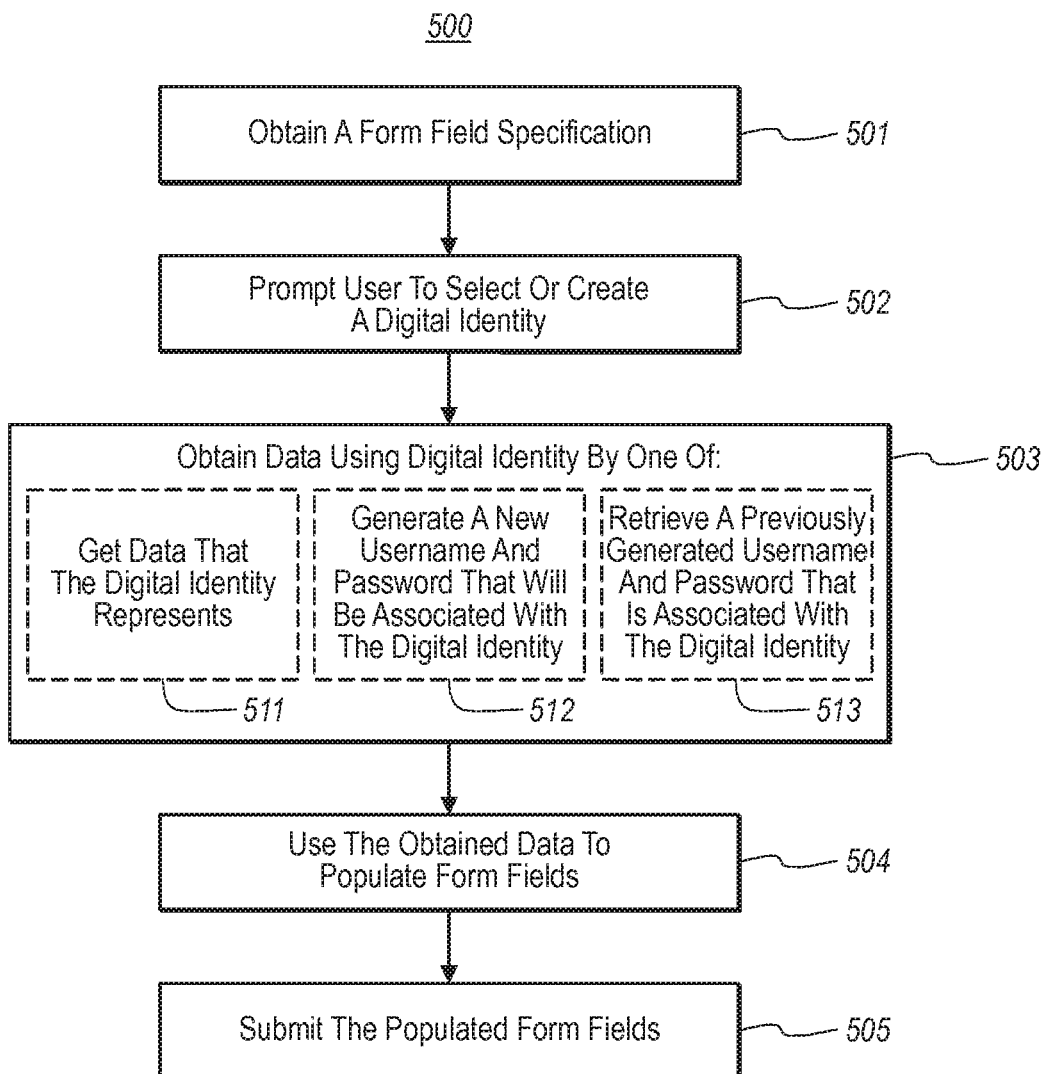 500
Obtain A Form Field Specification
501
Prompt User To Select Or Create
A Digital Identity
502
Obtain Data Using Digital Identity By One Of:
503
Get Data That
The Digital Identity
Represents
511
Generate A New
Username And
Password That Will
Be Associated With
The Digital Identity
512
Retrieve A Previously
Generated Username
And Password That
Is Associated With
The Digital Identity
513
Use The Obtained Data To
Populate Form Fields
504
Submit The Populated Form Fields
505